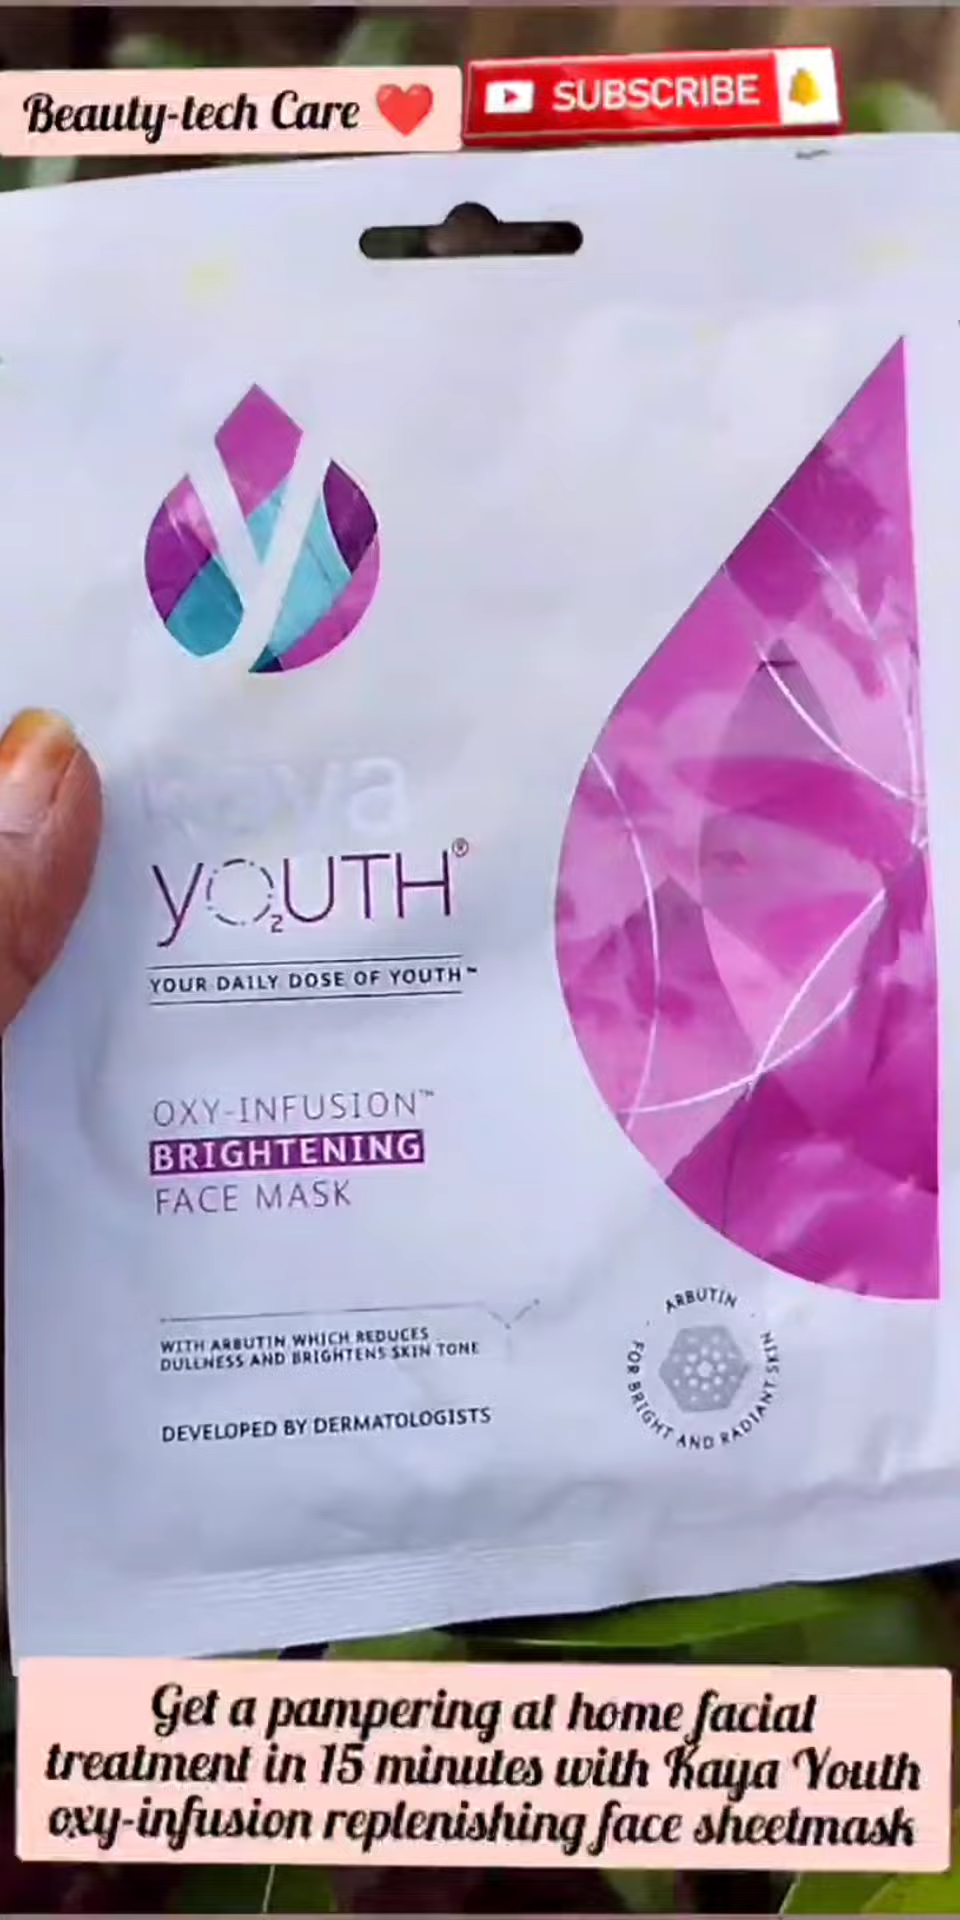 Beauty-tech Care ❤️
SUBSCRIBE
kaya
YO2UTH®
YOUR DAILY DOSE OF YOUTH™
OXY-INFUSION™
BRIGHTENING
FACE MASK
WITH ARBUTIN WHICH REDUCES
DULLNESS AND BRIGHTENS SKIN TONE
DEVELOPED BY DERMATOLOGISTS
ARBUTIN
FOR BRIGHT AND RADIANT SKIN
Get a pampering at home facial
treatment in 15 minutes with Kaya Youth
oxy-infusion replenishing face sheetmask